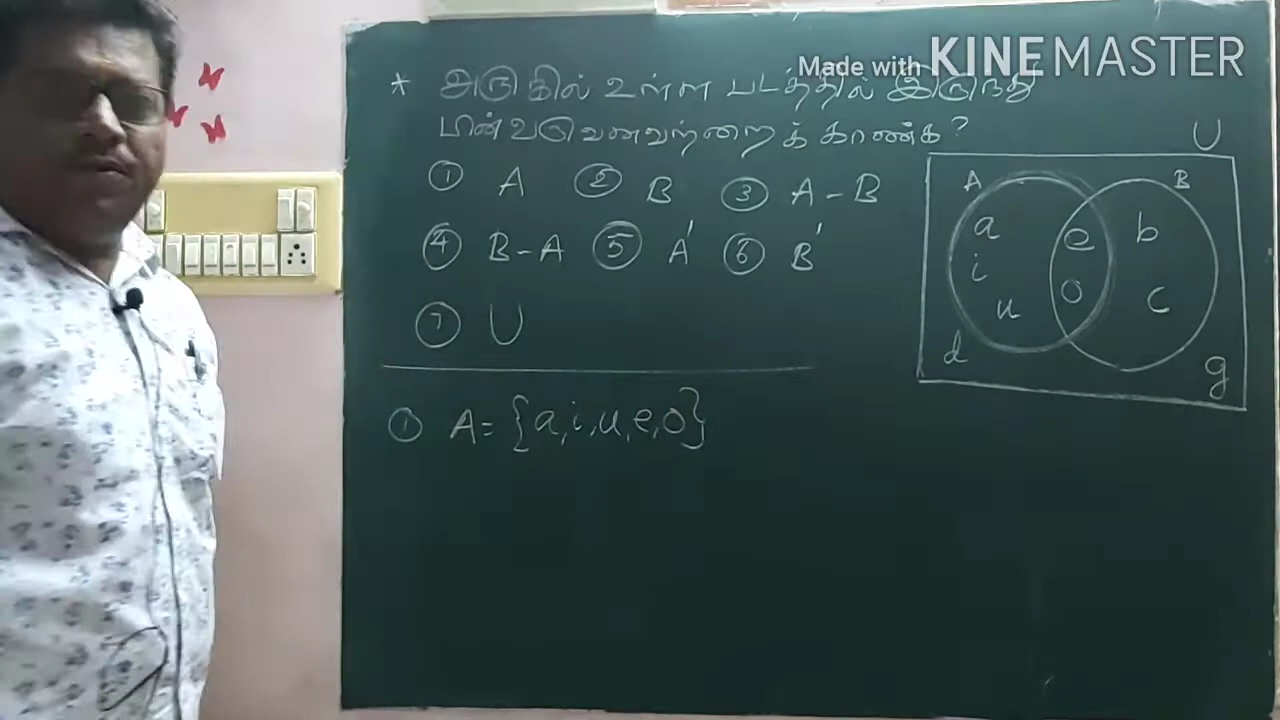 Made with KINEMASTER
* அருகில் உள்ள படத்தில் இருந்து
பின்வருவனவற்றைக் காண்க?
① A ② B ③ A - B
④ B - A ⑤ A' ⑥ B'
⑦ U
① A = {a, i, u, e, o}
U
A B
a e b
i o c
u
d g